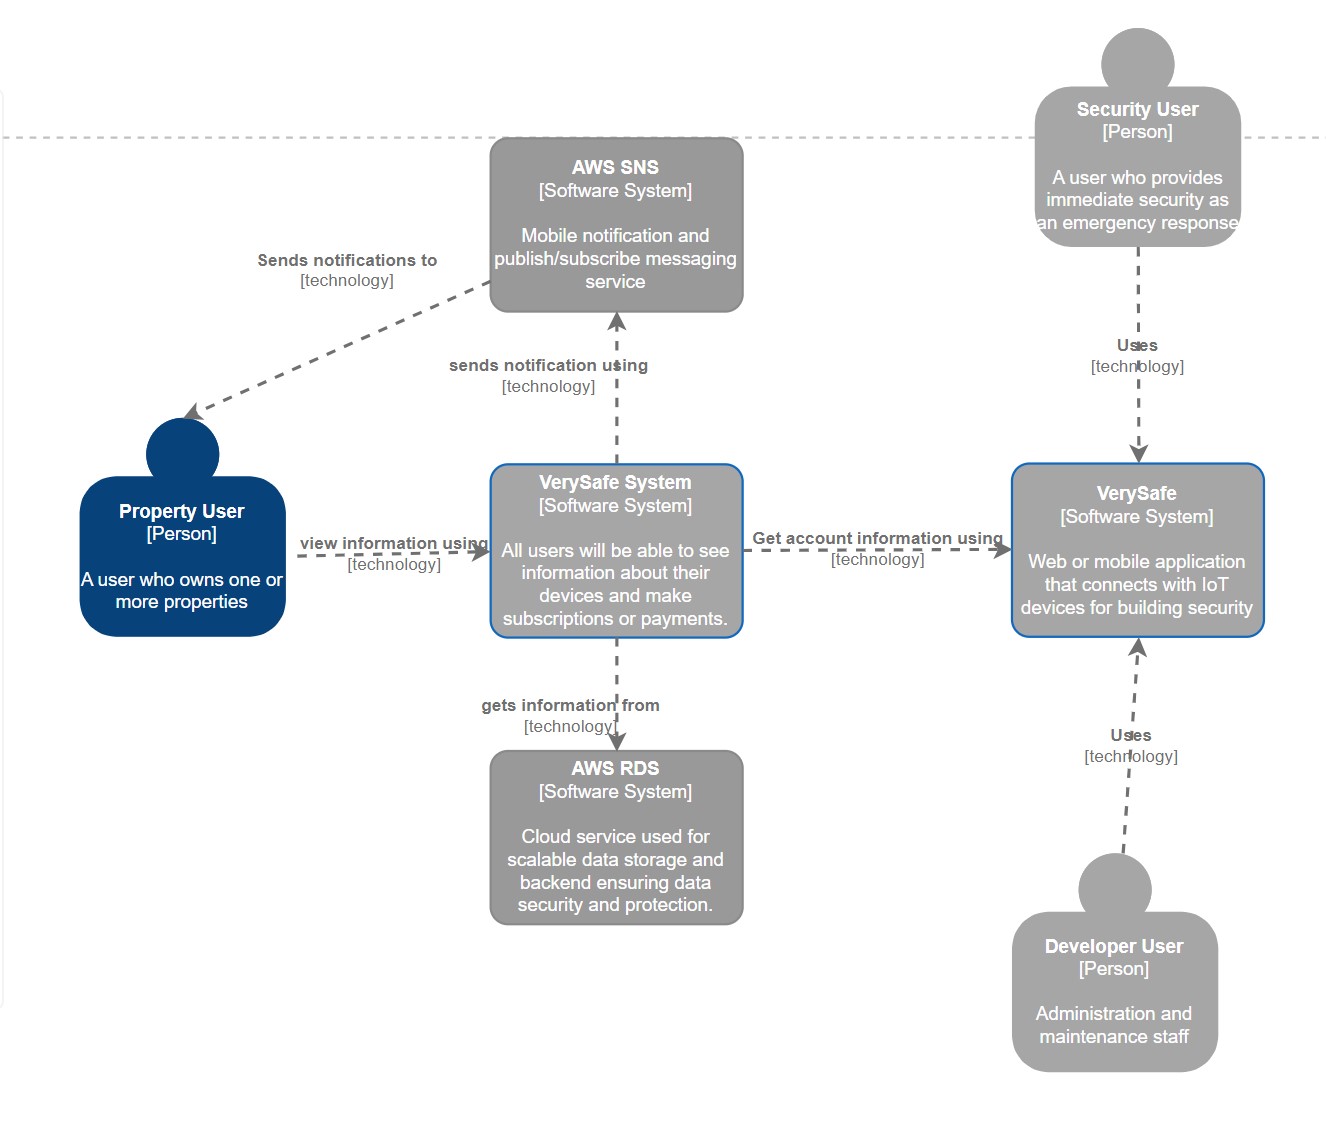 Security User
[Person]
A user who provides
immediate security as
an emergency response
AWS SNS
[Software System]
Mobile notification and
publish/subscribe messaging
service
Sends notifications to
[technology]
sends notification using
[technology]
Uses
[technology]
Property User
[Person]
A user who owns one or
more properties
view information using
[technology]
VerySafe System
[Software System]
All users will be able to see
information about their
devices and make
subscriptions or payments.
Get account information using
[technology]
VerySafe
[Software System]
Web or mobile application
that connects with IoT
devices for building security
gets information from
[technology]
Uses
[technology]
AWS RDS
[Software System]
Cloud service used for
scalable data storage and
backend ensuring data
security and protection.
Developer User
[Person]
Administration and
maintenance staff